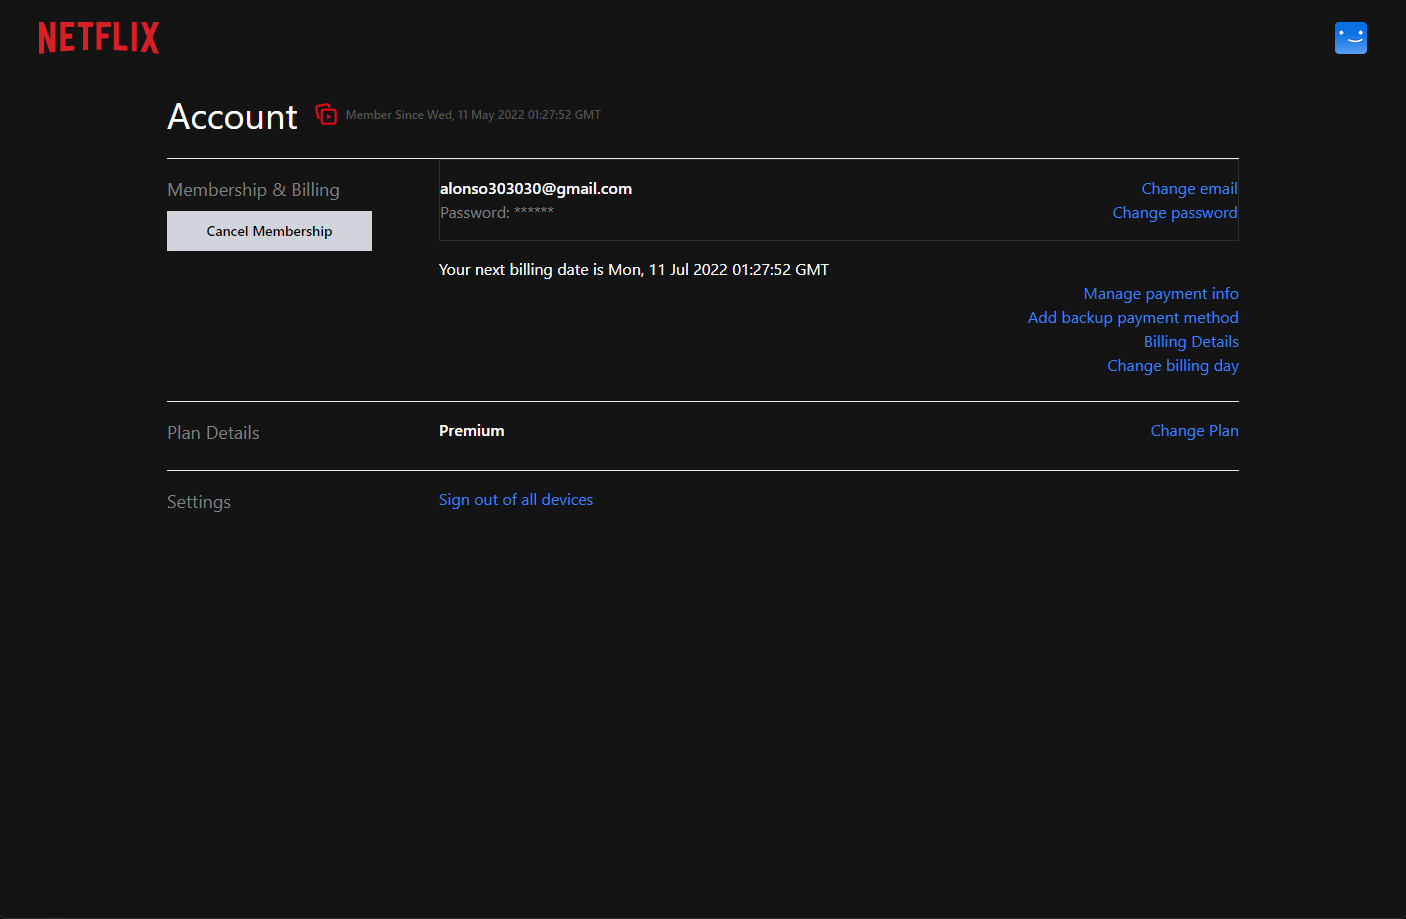 NETFLIX
Account
Member Since Wed, 11 May 2022 01:27:52 GMT
Membership & Billing
Cancel Membership
alonso303030@gmail.com
Change email
Password: ******
Change password
Your next billing date is Mon, 11 Jul 2022 01:27:52 GMT
Manage payment info
Add backup payment method
Billing Details
Change billing day
Plan Details
Premium
Change Plan
Settings
Sign out of all devices